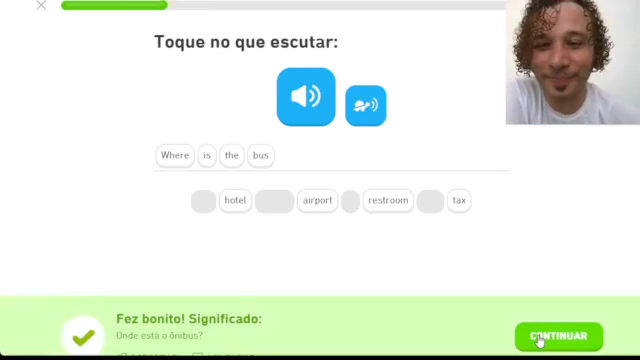 Toque no que escutar:
Where is the bus
hotel airport restroom tax
Fez bonito! Significado:
Onde está o ônibus?
CONTINUAR